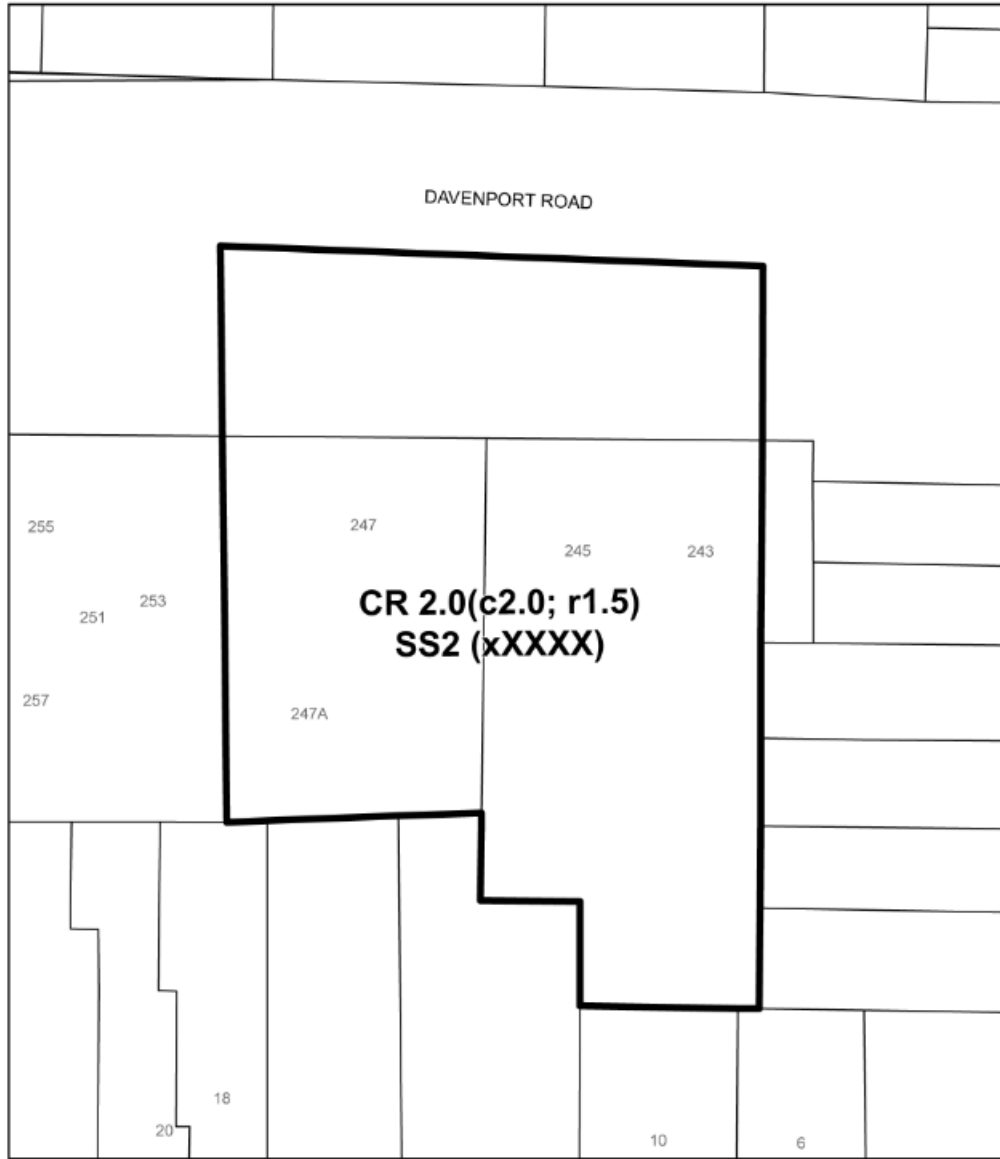 DAVENPORT ROAD
255
247
245
243
253
251
CR 2.0(c2.0; r1.5)
SS2 (xXXXX)
257
247A
18
20
10
6